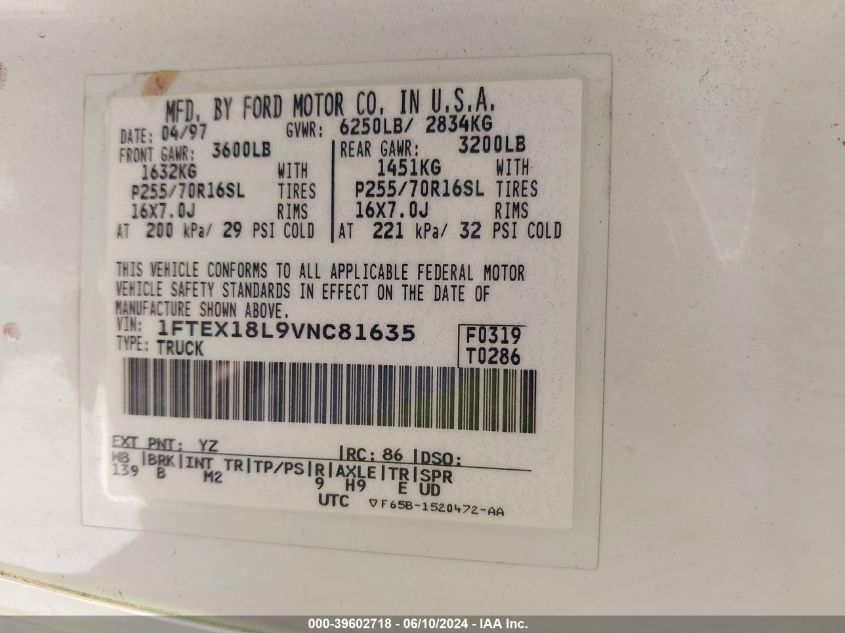 MFD. BY FORD MOTOR CO. IN U.S.A.
DATE: 04/97 GVWR: 6250LB/ 2834KG
FRONT GAWR: 3600LB REAR GAWR: 3200LB
1632KG WITH 1451KG WITH
P255/70R16SL TIRES P255/70R16SL TIRES
16X7.0J RIMS 16X7.0J RIMS
AT 200 kPa/ 29 PSI COLD AT 221 kPa/ 32 PSI COLD
THIS VEHICLE CONFORMS TO ALL APPLICABLE FEDERAL MOTOR
VEHICLE SAFETY STANDARDS IN EFFECT ON THE DATE OF
MANUFACTURE SHOWN ABOVE.
VIN: 1FTEX18L9VNC81635 F0319
TYPE: TRUCK T0286
EXT PNT: YZ RC: 86 DSO:
WB BRK INT TR TP/PS R AXLE TR SPR
139 B M2 9 H9 E UD
UTC ▽F65B-1520472-AA
000-39602718 - 06/10/2024 - IAA Inc.